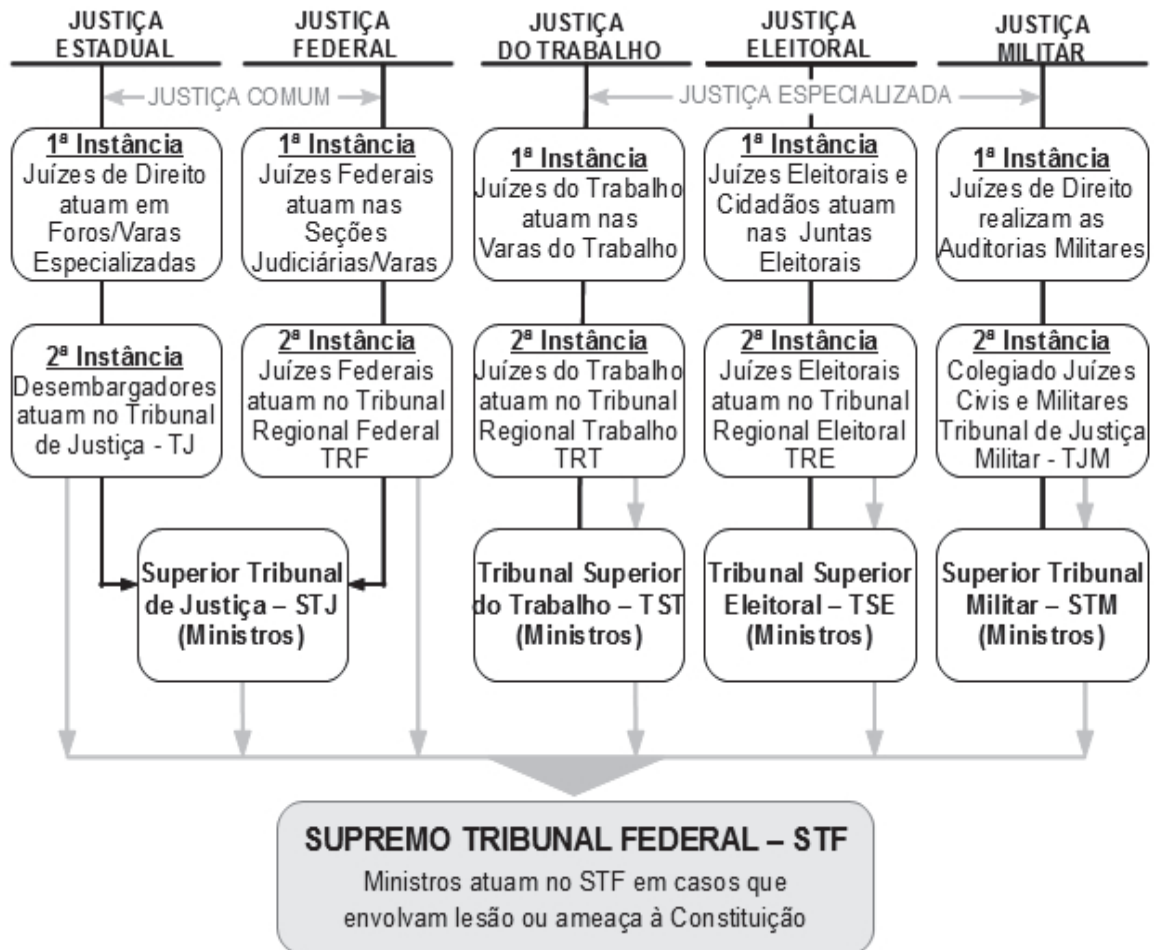 JUSTIÇA
ESTADUAL
JUSTIÇA
FEDERAL
JUSTIÇA
DO TRABALHO
JUSTIÇA
ELEITORAL
JUSTIÇA
MILITAR
JUSTIÇA COMUM
JUSTIÇA ESPECIALIZADA
1ª Instância
Juízes de Direito
atuam em
Foros/Varas
Especializadas
1ª Instância
Juízes Federais
atuam nas
Seções
Judiciárias/Varas
1ª Instância
Juízes do Trabalho
atuam nas
Varas do Trabalho
1ª Instância
Juízes Eleitorais e
Cidadãos atuam
nas Juntas
Eleitorais
1ª Instância
Juízes de Direito
realizam as
Auditorias Militares
2ª Instância
Desembargadores
atuam no Tribunal
de Justiça - TJ
2ª Instância
Juízes Federais
atuam no Tribunal
Regional Federal
TRF
2ª Instância
Juízes do Trabalho
atuam no Tribunal
Regional Trabalho
TRT
2ª Instância
Juízes Eleitorais
atuam no Tribunal
Regional Eleitoral
TRE
2ª Instância
Colegiado Juízes
Civis e Militares
Tribunal de Justiça
Militar - TJM
Superior Tribunal
de Justiça – STJ
(Ministros)
Tribunal Superior
do Trabalho – TST
(Ministros)
Tribunal Superior
Eleitoral – TSE
(Ministros)
Superior Tribunal
Militar – STM
(Ministros)
SUPREMO TRIBUNAL FEDERAL – STF
Ministros atuam no STF em casos que
envolvam lesão ou ameaça à Constituição